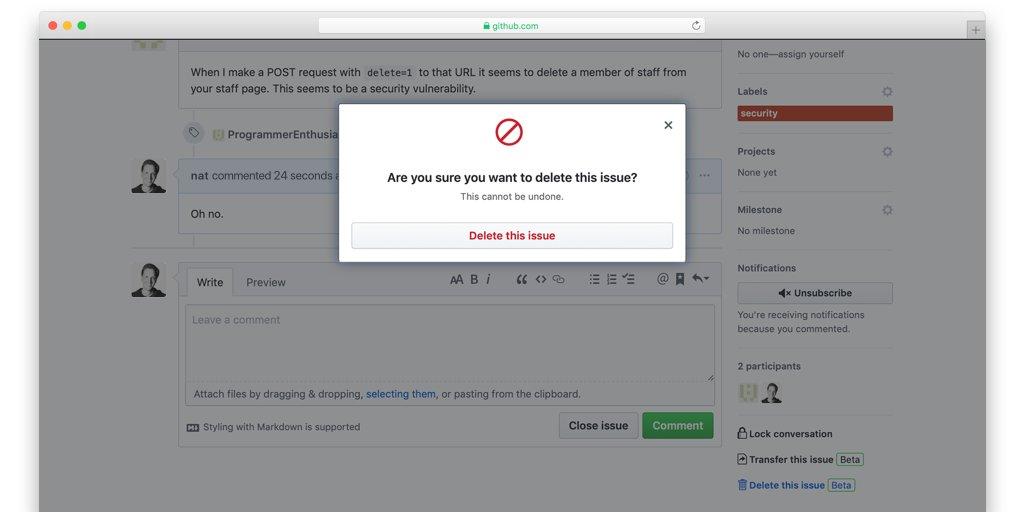 github.com
When I make a POST request with delete=1 to that URL it seems to delete a member of staff from
your staff page. This seems to be a security vulnerability.
ProgrammerEnthusia
nat commented 24 seconds a
Oh no.
Are you sure you want to delete this issue?
This cannot be undone.
Delete this issue
Write
Preview
AA B i
Leave a comment
Attach files by dragging & dropping, selecting them, or pasting from the clipboard.
Styling with Markdown is supported
Close issue
Comment
No one—assign yourself
Labels
security
Projects
None yet
Milestone
No milestone
Notifications
Unsubscribe
You're receiving notifications
because you commented.
2 participants
Lock conversation
Transfer this issue Beta
Delete this issue Beta